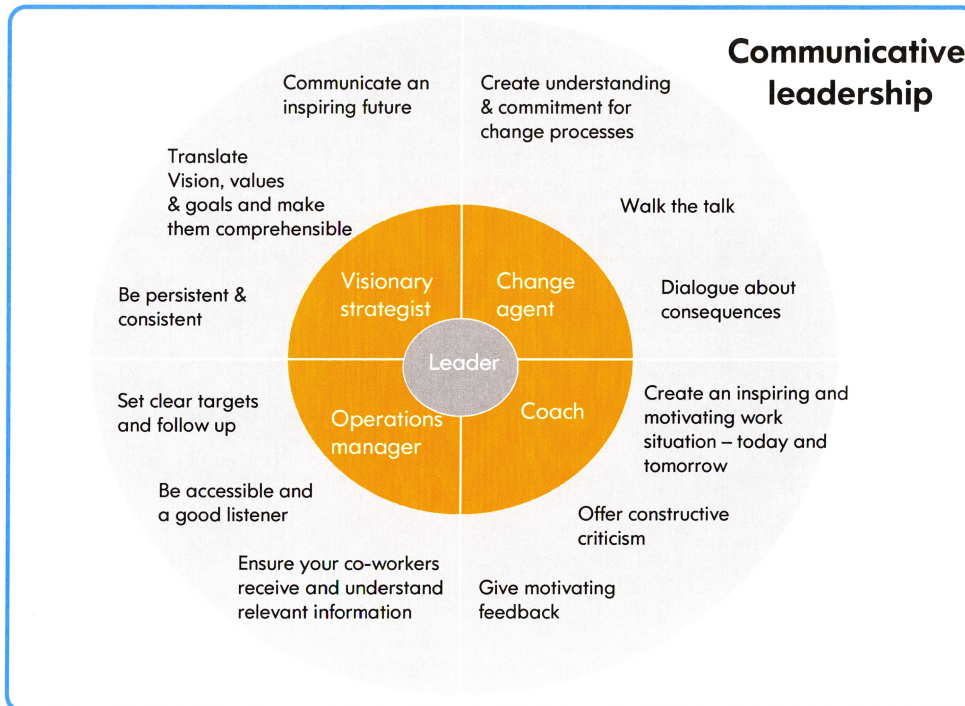 Communicative
leadership
Communicate an
inspiring future
Translate
Vision, values
& goals and make
them comprehensible
Be persistent &
consistent
Create understanding
& commitment for
change processes
Walk the talk
Dialogue about
consequences
Visionary
strategist
Change
agent
Leader
Operations
manager
Coach
Set clear targets
and follow up
Be accessible and
a good listener
Ensure your co-workers
receive and understand
relevant information
Create an inspiring and
motivating work
situation – today and
tomorrow
Offer constructive
criticism
Give motivating
feedback